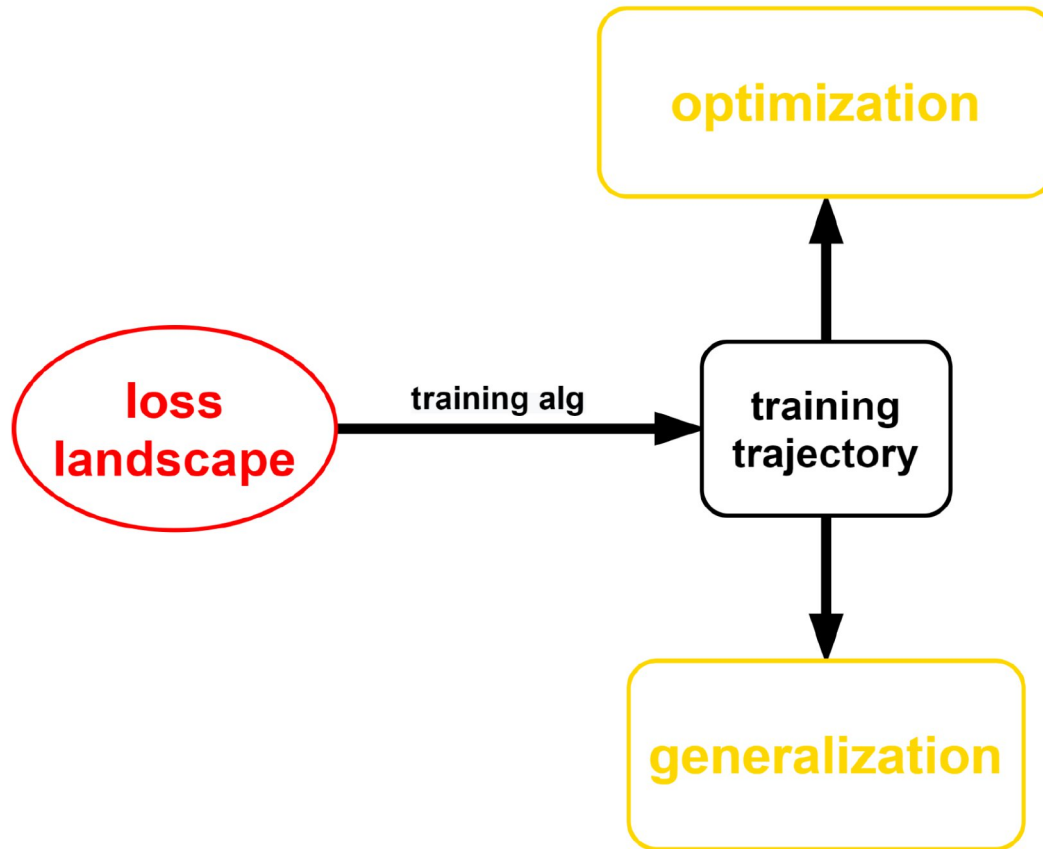 optimization
loss
landscape
training alg
training
trajectory
generalization